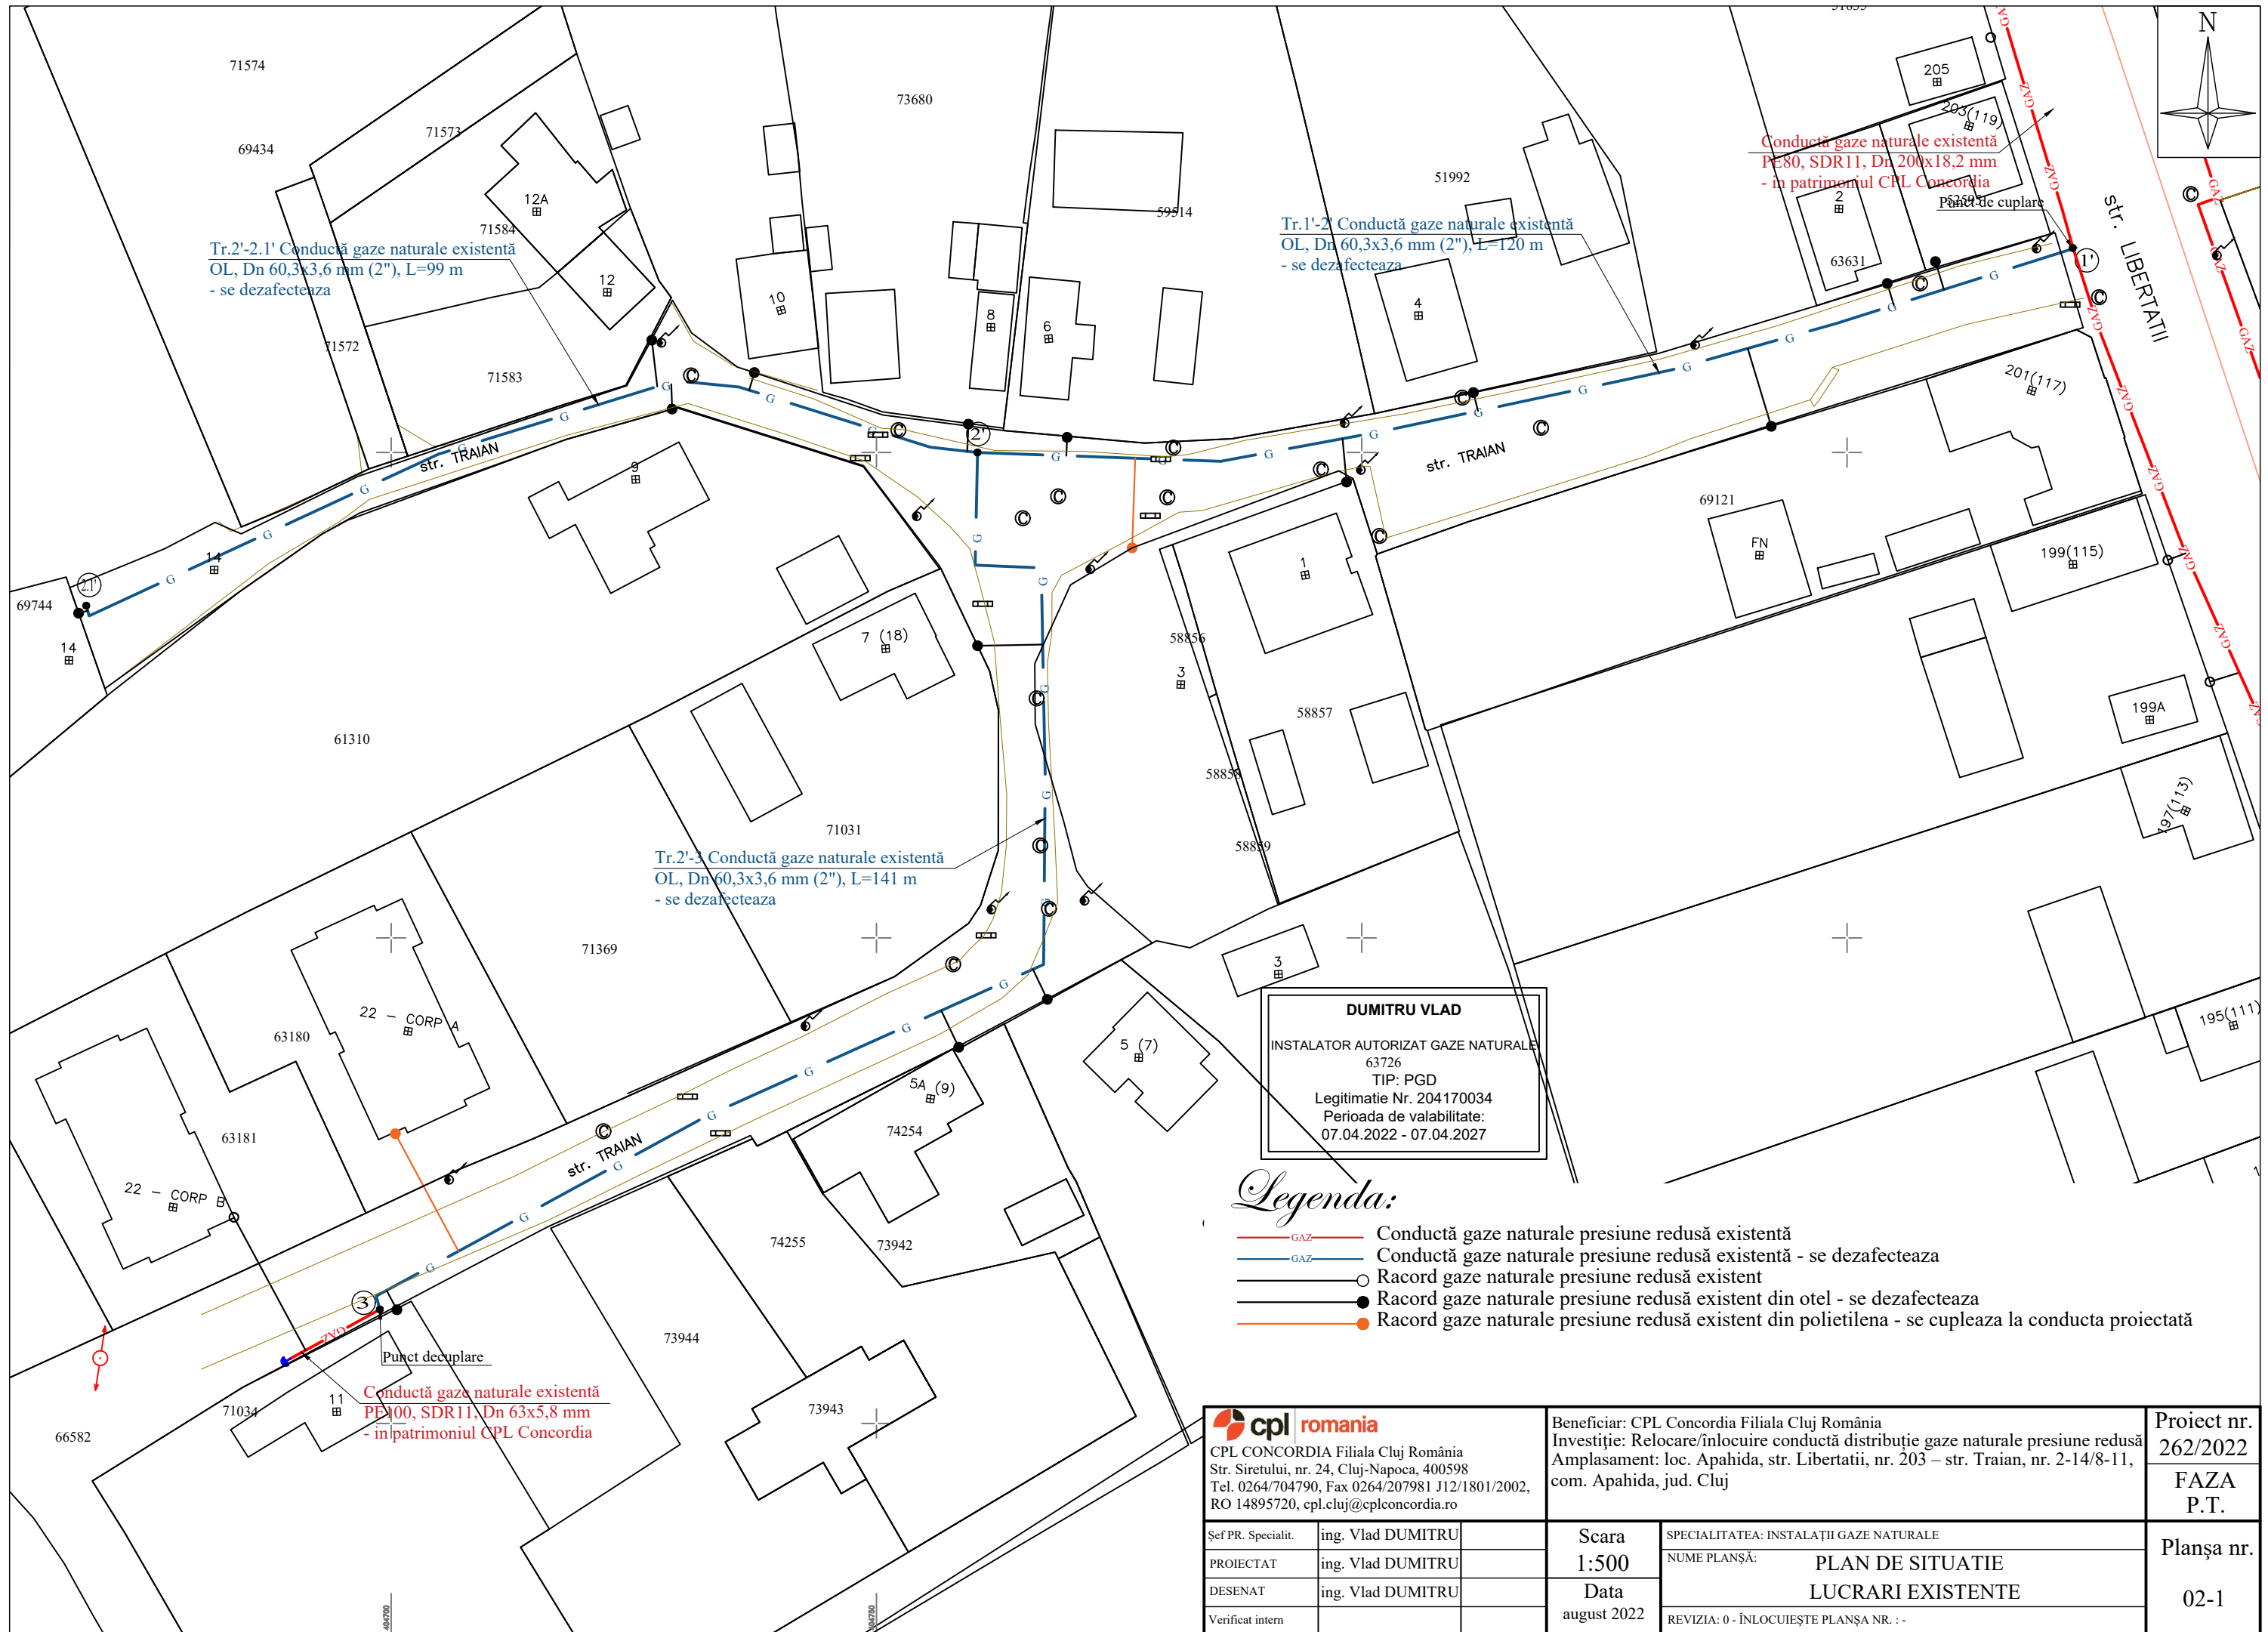 51855
N
71574
73680
205
71573
203(119)
69434
Conductă gaze naturale existentă
PE80, SDR11, Dn 200x18,2 mm
- in patrimoniul CPL Concordia
51992
12A
2
52595
Punct de cuplare
59514
str. LIBERTATII
71584
Tr.1'-2' Conductă gaze naturale existentă
OL, Dn 60,3x3,6 mm (2"), L=120 m
- se dezafecteaza
Tr.2'-2.1' Conductă gaze naturale existentă
OL, Dn 60,3x3,6 mm (2"), L=99 m
- se dezafecteaza
63631
1'
12
10
8
6
4
71572
71583
201(117)
2'
str. TRAIAN
str. TRAIAN
9
69121
14
FN
199(115)
1
2.1'
69744
14
7 (18)
58856
3
61310
58857
199A
58858
197(113)
71031
58859
Tr.2'-3 Conductă gaze naturale existentă
OL, Dn 60,3x3,6 mm (2"), L=141 m
- se dezafecteaza
71369
3
DUMITRU VLAD
INSTALATOR AUTORIZAT GAZE NATURALE
63726
TIP: PGD
Legitimatie Nr. 204170034
Perioada de valabilitate:
07.04.2022 - 07.04.2027
195(111)
22 - CORP A
63180
5 (7)
5A (9)
74254
63181
str. TRAIAN
22 - CORP B
74255
73942
3
73944
Punct decuplare
Conductă gaze naturale existentă
PE100, SDR11, Dn 63x5,8 mm
- in patrimoniul CPL Concordia
11
71034
73943
66582
404700
404750
Legenda:
GAZ Conductă gaze naturale presiune redusă existentă
GAZ Conductă gaze naturale presiune redusă existentă - se dezafecteaza
Racord gaze naturale presiune redusă existent
Racord gaze naturale presiune redusă existent din otel - se dezafecteaza
Racord gaze naturale presiune redusă existent din polietilena - se cupleaza la conducta proiectată
cpl romania
CPL CONCORDIA Filiala Cluj România
Str. Siretului, nr. 24, Cluj-Napoca, 400598
Tel. 0264/704790, Fax 0264/207981 J12/1801/2002,
RO 14895720, cpl.cluj@cplconcordia.ro
Beneficiar: CPL Concordia Filiala Cluj România
Investiţie: Relocare/înlocuire conductă distribuție gaze naturale presiune redusă
Amplasament: loc. Apahida, str. Libertatii, nr. 203 – str. Traian, nr. 2-14/8-11,
com. Apahida, jud. Cluj
Proiect nr.
262/2022
FAZA
P.T.
Şef PR. Specialit. ing. Vlad DUMITRU
PROIECTAT ing. Vlad DUMITRU
DESENAT ing. Vlad DUMITRU
Verificat intern
Scara
1:500
Data
august 2022
SPECIALITATEA: INSTALAŢII GAZE NATURALE
NUME PLANŞĂ: PLAN DE SITUATIE
LUCRARI EXISTENTE
REVIZIA: 0 - ÎNLOCUIEŞTE PLANŞA NR. : -
Planşa nr.
02-1